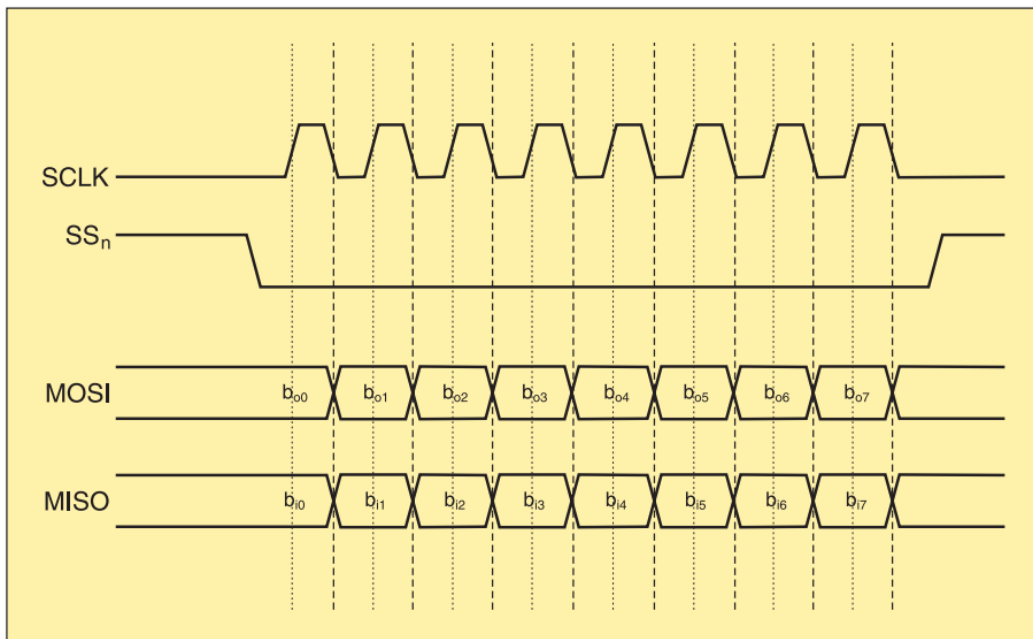 SCLK
SSₙ
MOSI bₒ₀ bₒ₁ bₒ₂ bₒ₃ bₒ₄ bₒ₅ bₒ₆ bₒ₇
MISO bᵢ₀ bᵢ₁ bᵢ₂ bᵢ₃ bᵢ₄ bᵢ₅ bᵢ₆ bᵢ₇